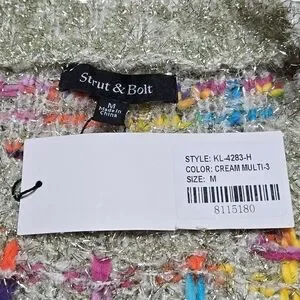 Strut & Bolt
M
Made in
China
STYLE: KL-4283-H
COLOR: CREAM MULTI-3
SIZE: M
8115180